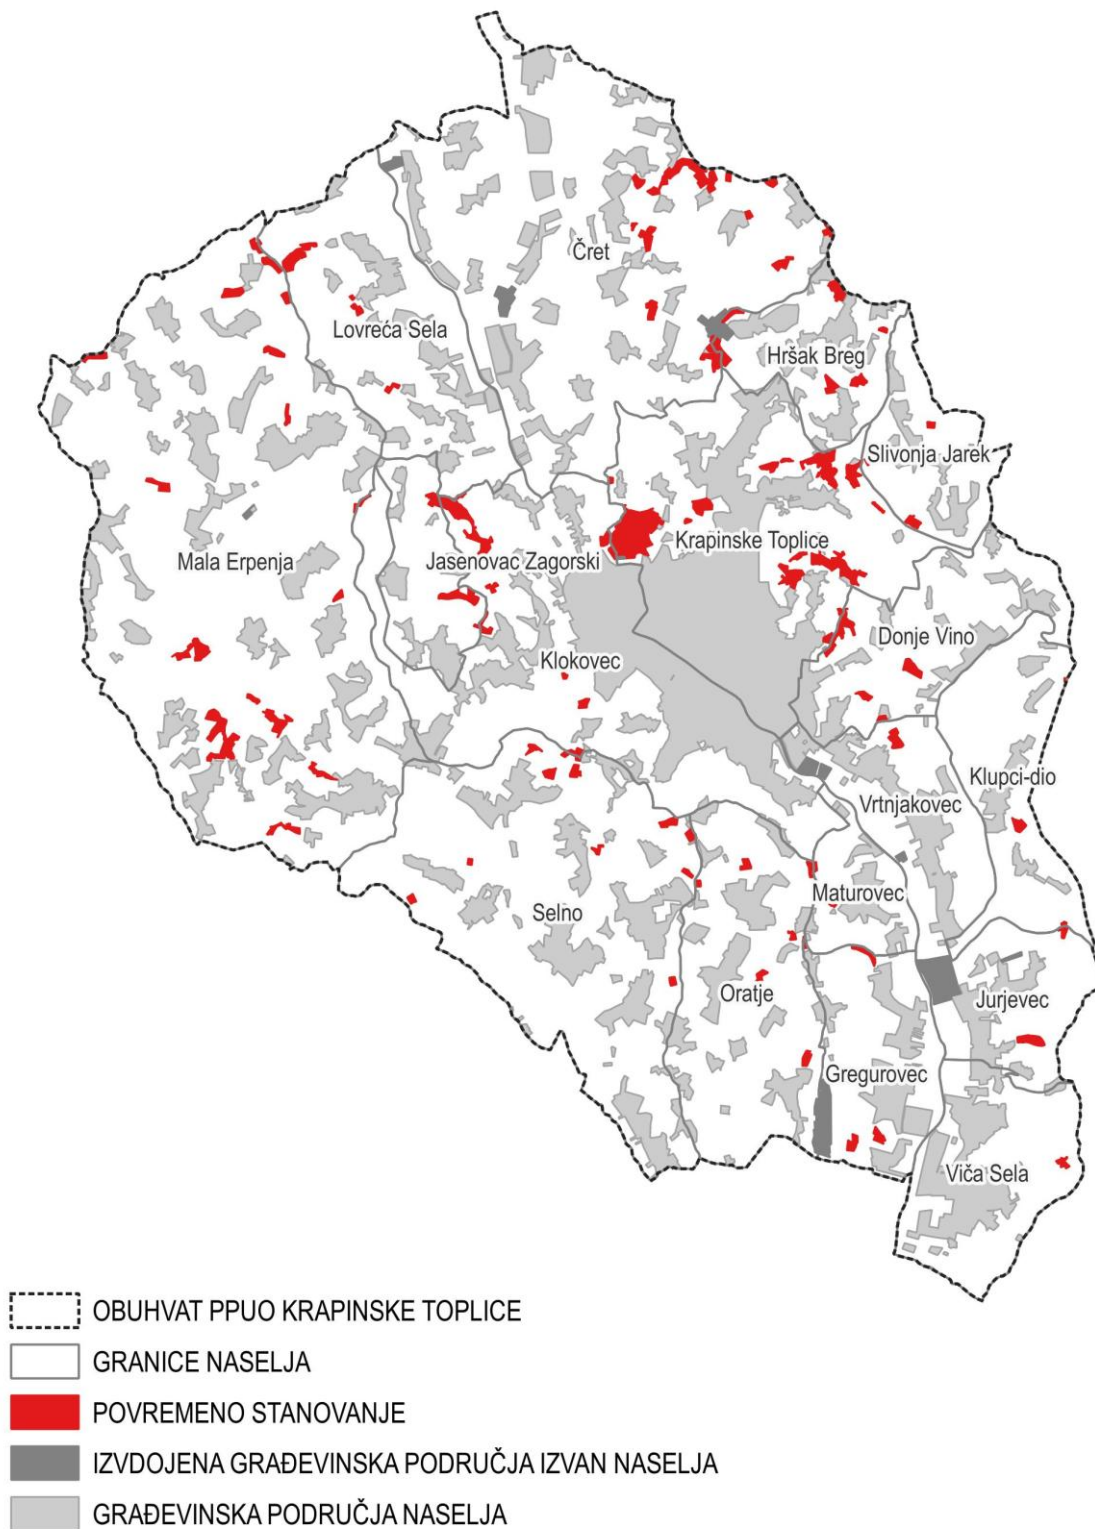 Čret
Lovreća Sela
Hršak Breg
Slivonja Jarek
Krapinske Toplice
Mala Erpenja
Jasenovac Zagorski
Donje Vino
Klokovec
Klupci-dio
Vrtnjakovec
Maturovec
Selno
Oratje
Jurjevec
Gregurovec
Viča Sela
OBUHVAT PPUO KRAPINSKE TOPLICE
GRANICE NASELJA
POVREMENO STANOVANJE
IZVDOJENA GRAĐEVINSKA PODRUČJA IZVAN NASELJA
GRAĐEVINSKA PODRUČJA NASELJA